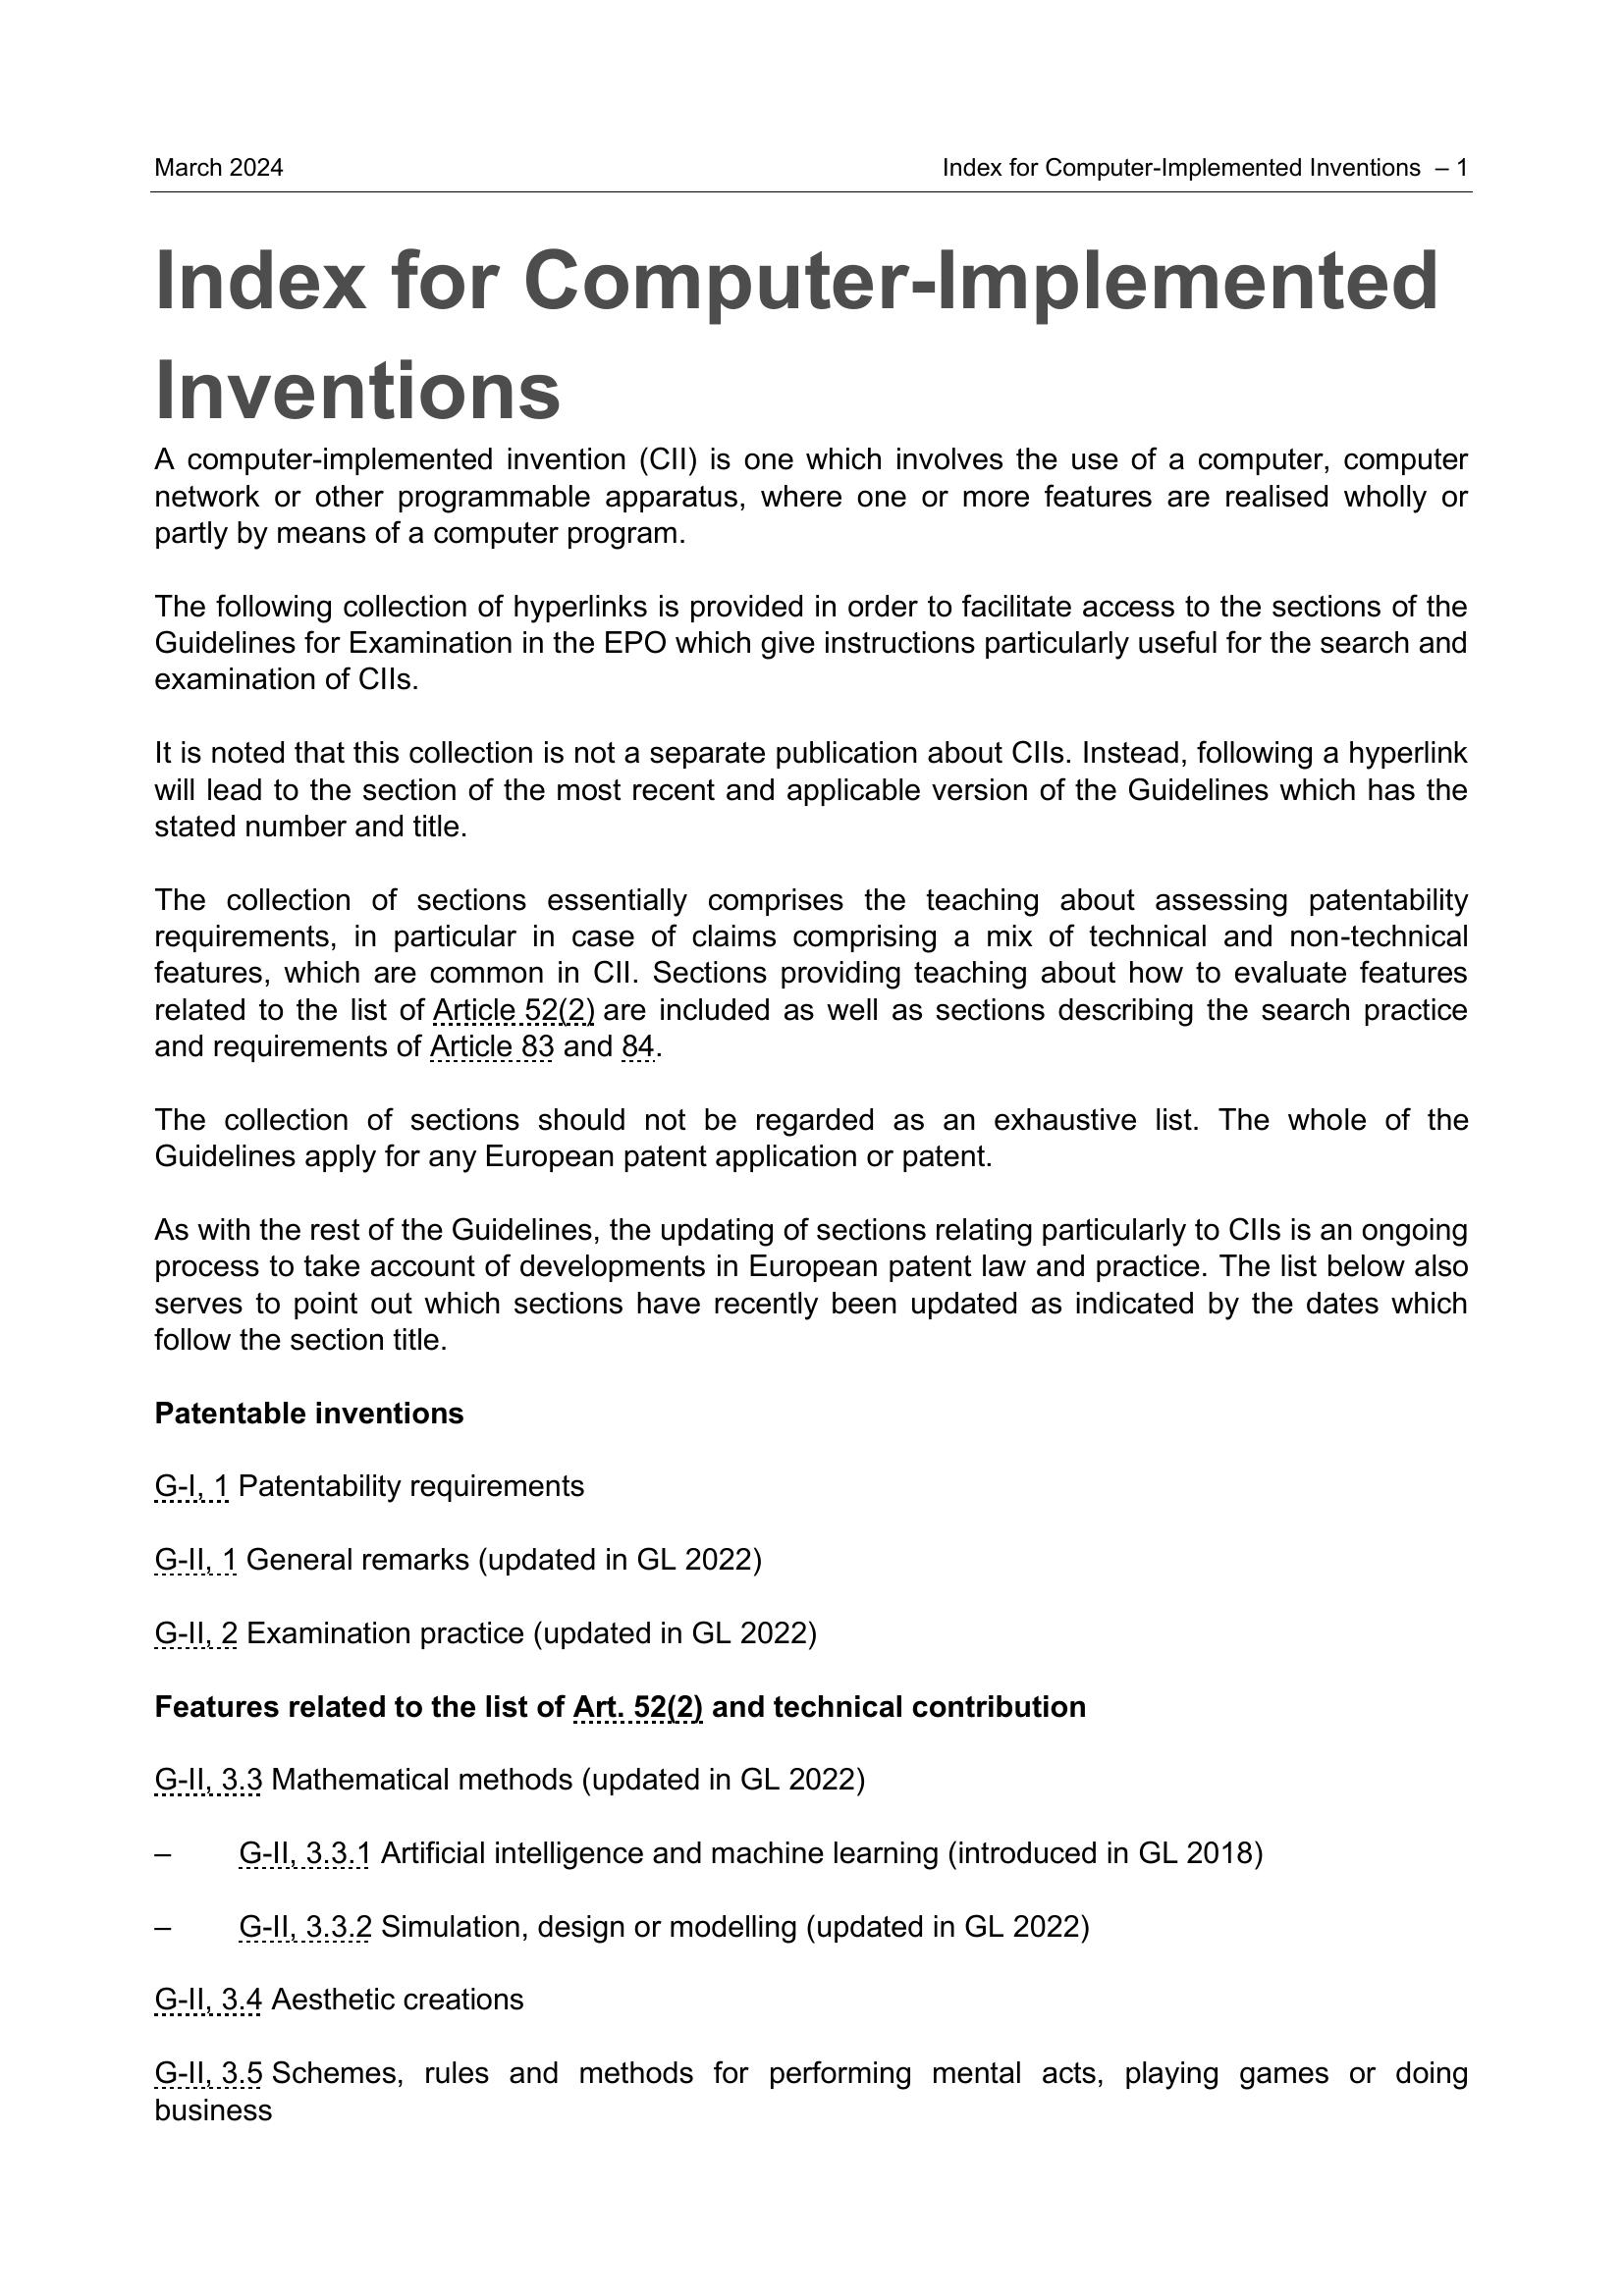 March 2024
Index for Computer-Implemented Inventions – 1
Index for Computer-Implemented
Inventions
A computer-implemented invention (CII) is one which involves the use of a computer, computer
network or other programmable apparatus, where one or more features are realised wholly or
partly by means of a computer program.
The following collection of hyperlinks is provided in order to facilitate access to the sections of the
Guidelines for Examination in the EPO which give instructions particularly useful for the search and
examination of CIIs.
It is noted that this collection is not a separate publication about CIIs. Instead, following a hyperlink
will lead to the section of the most recent and applicable version of the Guidelines which has the
stated number and title.
The collection of sections essentially comprises the teaching about assessing patentability
requirements, in particular in case of claims comprising a mix of technical and non-technical
features, which are common in CII. Sections providing teaching about how to evaluate features
related to the list of Article 52(2) are included as well as sections describing the search practice
and requirements of Article 83 and 84.
The collection of sections should not be regarded as an exhaustive list. The whole of the
Guidelines apply for any European patent application or patent.
As with the rest of the Guidelines, the updating of sections relating particularly to CIIs is an ongoing
process to take account of developments in European patent law and practice. The list below also
serves to point out which sections have recently been updated as indicated by the dates which
follow the section title.
Patentable inventions
G-I, 1 Patentability requirements
G-II, 1 General remarks (updated in GL 2022)
G-II, 2 Examination practice (updated in GL 2022)
Features related to the list of Art. 52(2) and technical contribution
G-II, 3.3 Mathematical methods (updated in GL 2022)
– G-II, 3.3.1 Artificial intelligence and machine learning (introduced in GL 2018)
– G-II, 3.3.2 Simulation, design or modelling (updated in GL 2022)
G-II, 3.4 Aesthetic creations
G-II, 3.5 Schemes, rules and methods for performing mental acts, playing games or doing
business